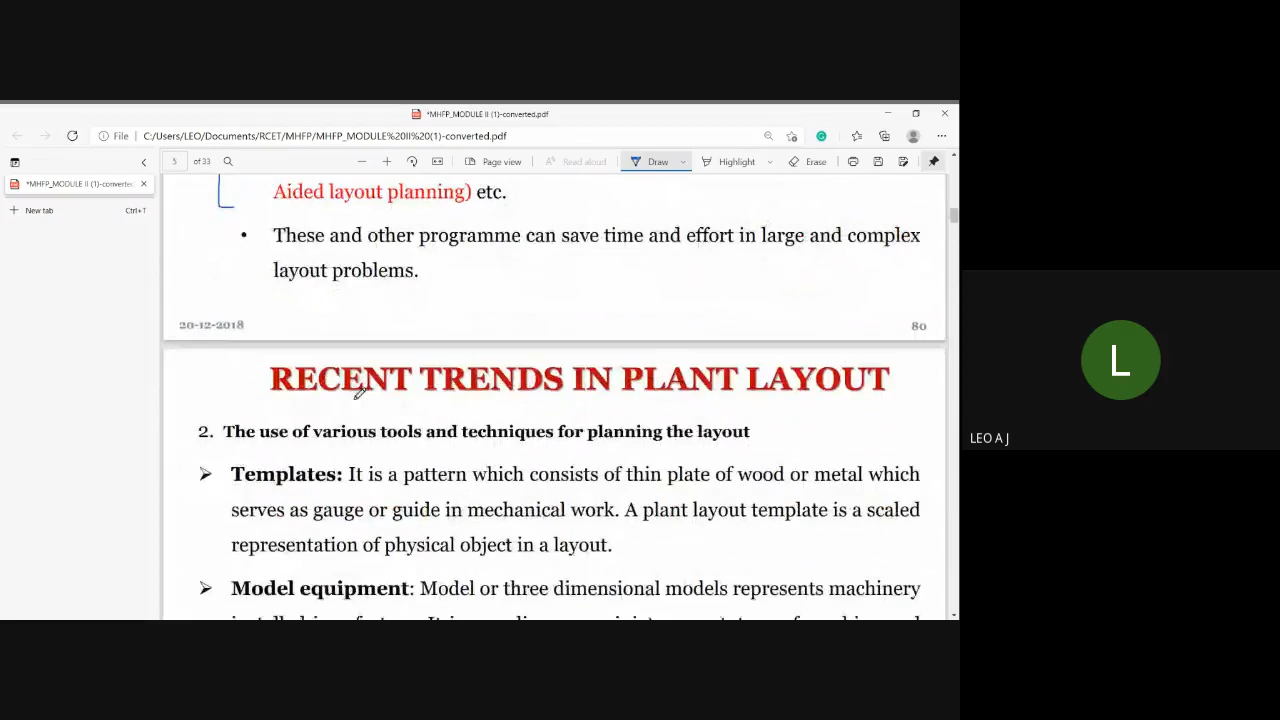 *MHFP_MODULE II (1)-converted.pdf
File | C:/Users/LEO/Documents/RCET/MHFP/MHFP_MODULE%20II%20(1)-converted.pdf
5 of 33 Page view Read aloud Draw Highlight Erase
*MHFP_MODULE II (1)-converted
New tab Ctrl+T
Aided layout planning) etc.
• These and other programme can save time and effort in large and complex
layout problems.
20-12-2018 80
RECENT TRENDS IN PLANT LAYOUT
2. The use of various tools and techniques for planning the layout
➢ Templates: It is a pattern which consists of thin plate of wood or metal which
serves as gauge or guide in mechanical work. A plant layout template is a scaled
representation of physical object in a layout.
➢ Model equipment: Model or three dimensional models represents machinery
L
LEO A J